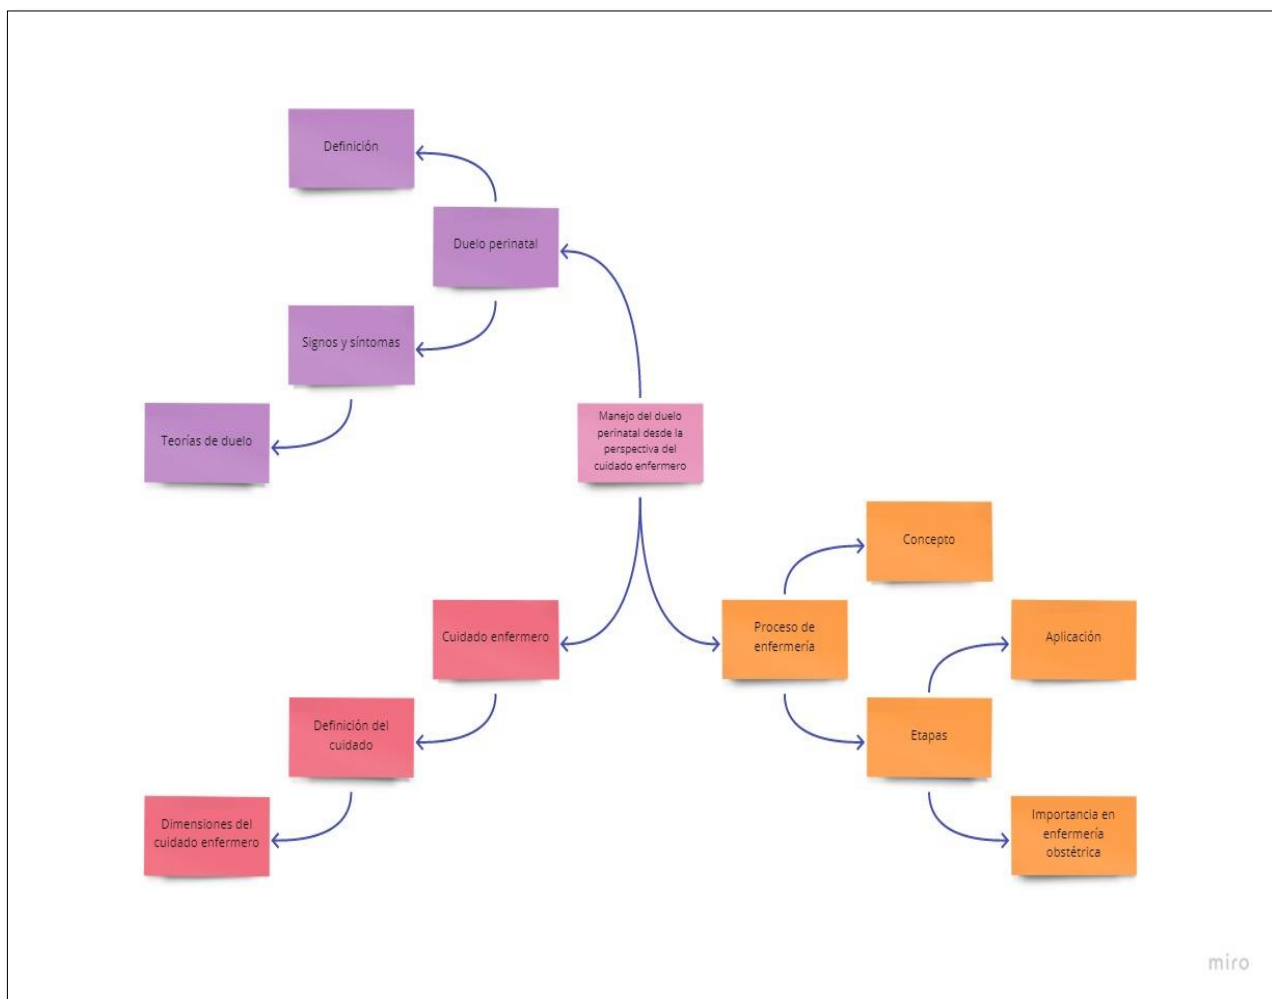 Definición
Duelo perinatal
Signos y síntomas
Teorías de duelo
Manejo del duelo
perinatal desde la
perspectiva del
cuidado enfermero
Concepto
Cuidado enfermero
Proceso de
enfermería
Aplicación
Definición del
cuidado
Etapas
Dimensiones del
cuidado enfermero
Importancia en
enfermería
obstétrica
miro